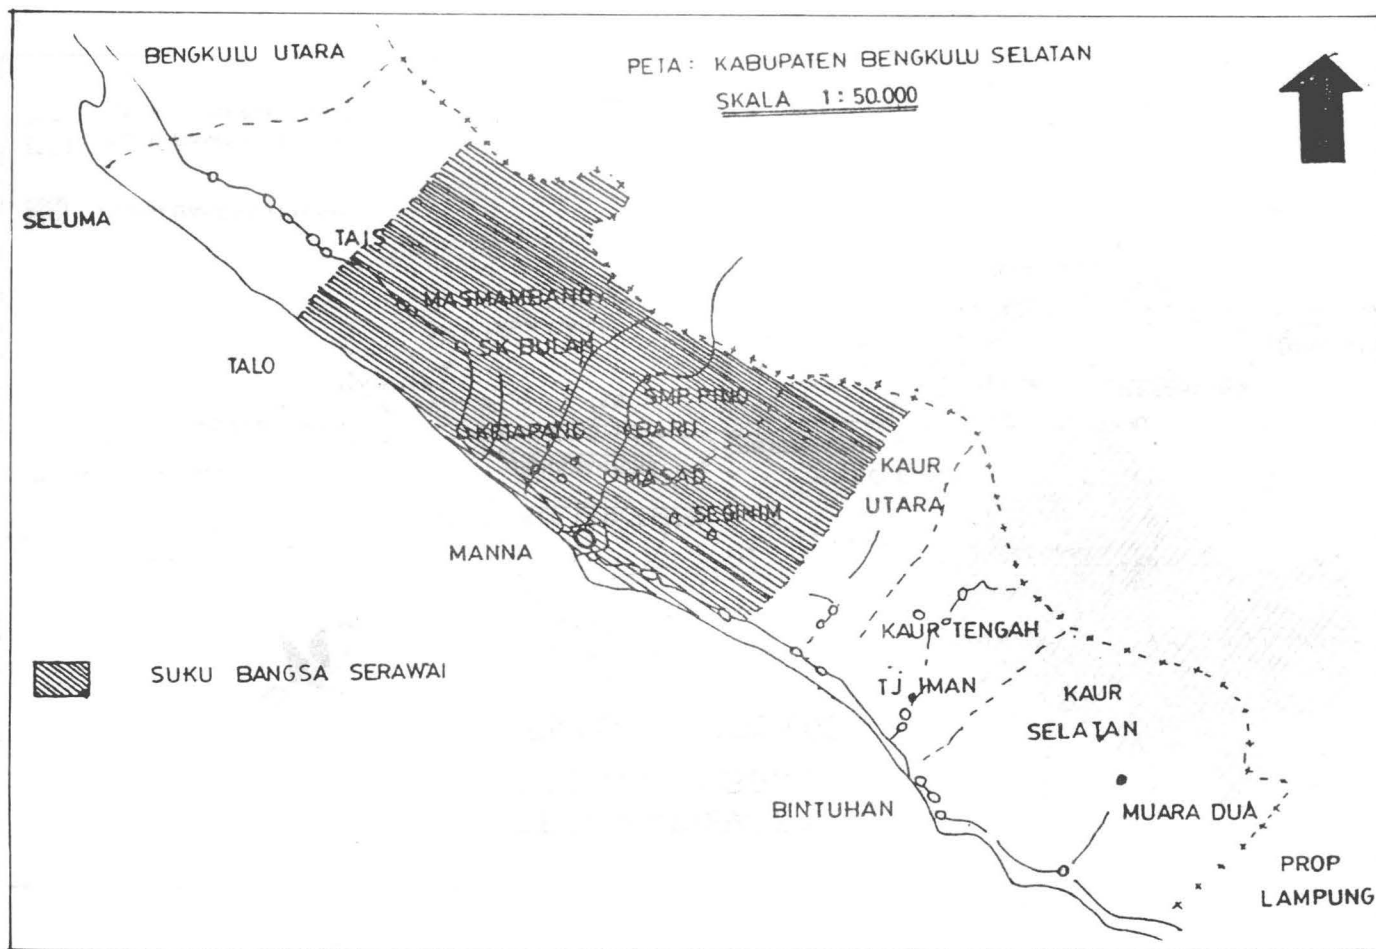 BENGKULU UTARA
PETA : KABUPATEN BENGKULU SELATAN
SKALA 1 : 50.000
SELUMA
TAIS
MASMAMBANG
SK. BULAH
TALO
SMP. PINO
KETAPANG
BARU
KAUR
UTARA
MASAD
SEGINIM
MANNA
KAUR TENGAH
SUKU BANGSA SERAWAI
TJ. IMAN
KAUR
SELATAN
BINTUHAN
MUARA DUA
PROP
LAMPUNG